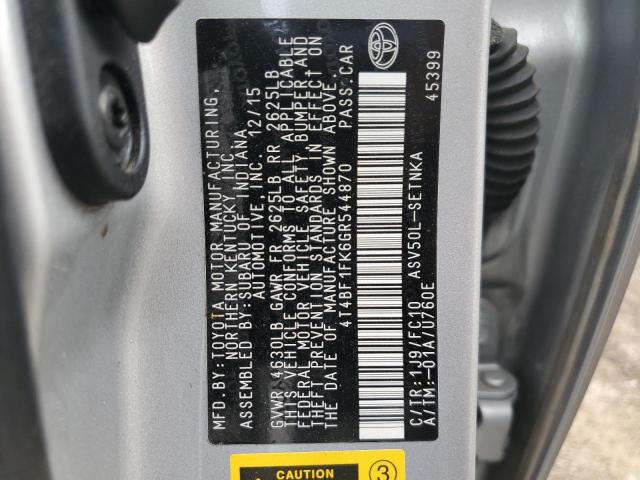 MFD.BY:TOYOTA MOTOR MANUFACTURING,
NORTHERN KENTUCKY, INC.
ASSEMBLED BY:SUBARU OF INDIANA
AUTOMOTIVE, INC. 12/15
GVWR 4630LB GAWR FR 2625LB RR 2625LB
THIS VEHICLE CONFORMS TO ALL APPLICABLE
FEDERAL MOTOR VEHICLE SAFETY, BUMPER, AND
THEFT PREVENTION STANDARDS IN EFFECT ON
THE DATE OF MANUFACTURE SHOWN ABOVE.
4T4BF1FK6GR544870 PASS.CAR
C/TR:1J9/FC10 ASV50L-SETNKA
A/TM:-01A/U760E 45399
CAUTION
3